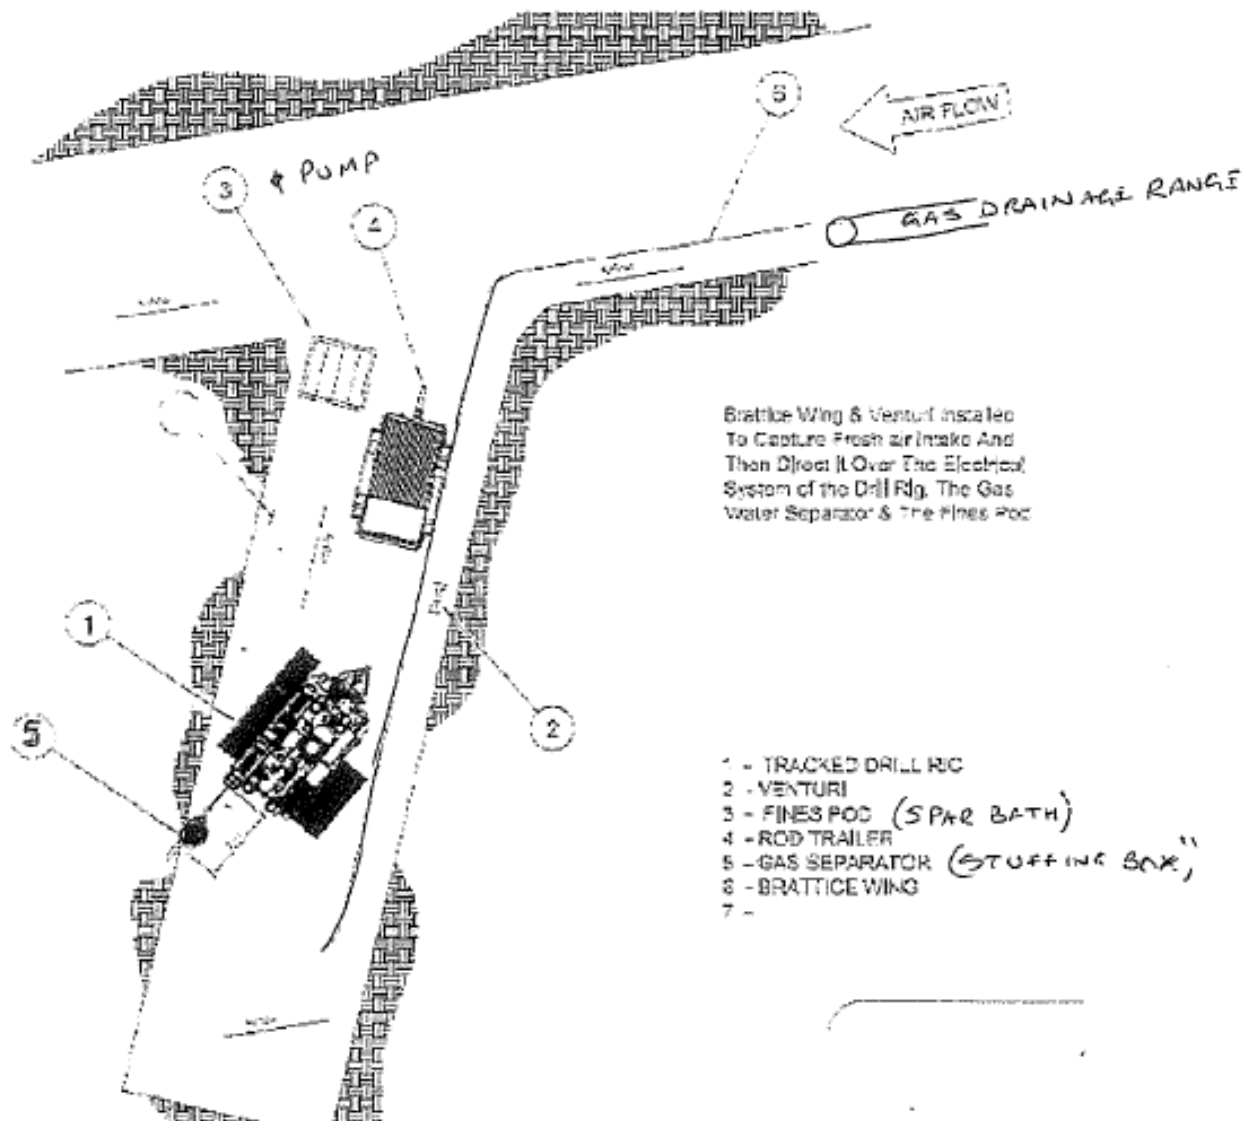 6
AIR FLOW
3 & PUMP
GAS DRAINAGE RANGE
4
Brattice Wing & Venturi Installed
To Capture Fresh air Intake And
Then Direct It Over The Electrical
System of the Drill Rig, The Gas
Water Separator & The Fines Pod
1
2
5
1 - TRACKED DRILL RIG
2 - VENTURI
3 - FINES POD (SPAR BATH)
4 - ROD TRAILER
5 - GAS SEPARATOR (STUFFING BOX)"
6 - BRATTICE WING
7 -